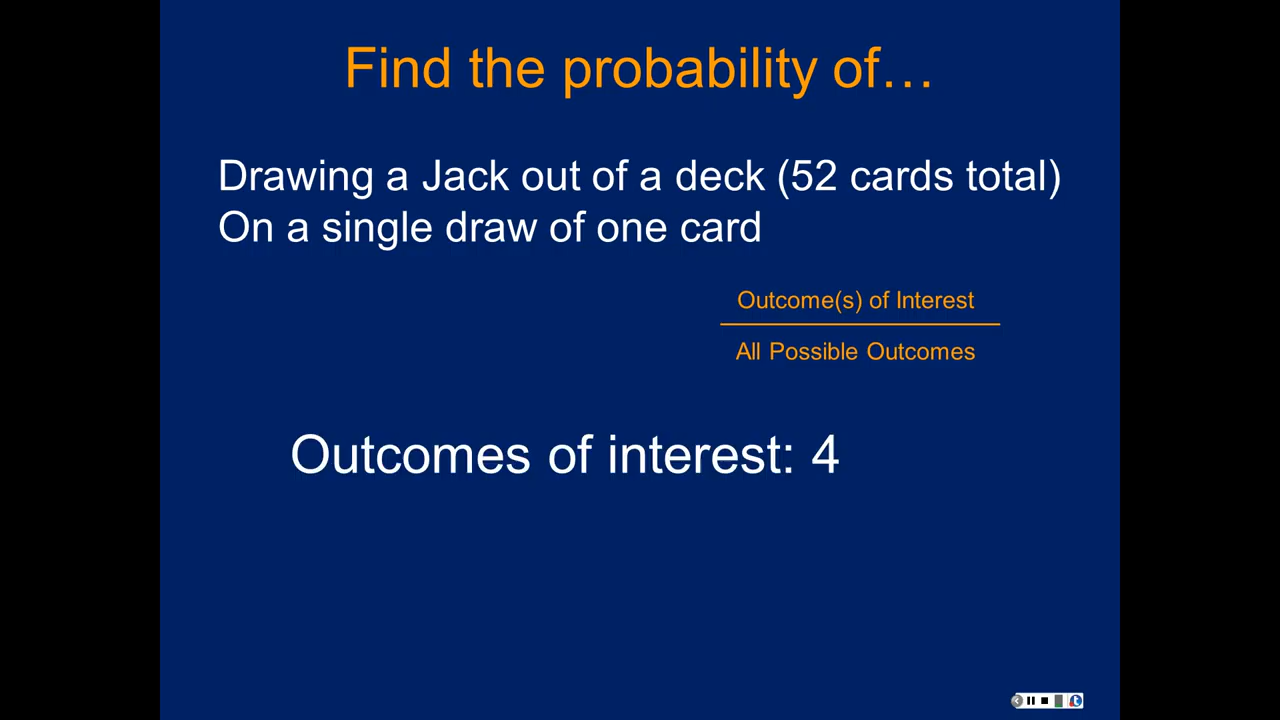 Find the probability of…
Drawing a Jack out of a deck (52 cards total)
On a single draw of one card
Outcome(s) of Interest
All Possible Outcomes
Outcomes of interest: 4